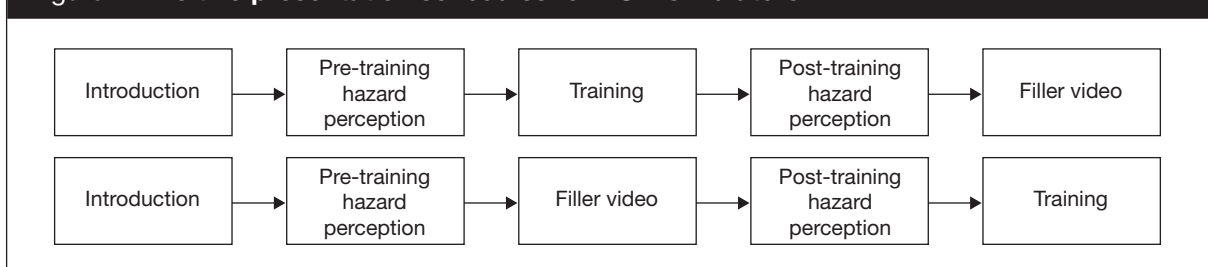 Introduction
Pre-training
hazard
perception
Training
Post-training
hazard
perception
Filler video
Introduction
Pre-training
hazard
perception
Filler video
Post-training
hazard
perception
Training